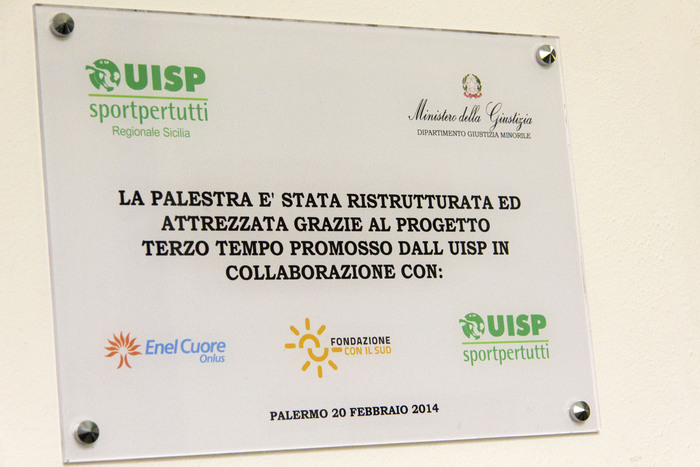 UISP
sportpertutti
Regionale Sicilia
Ministero della Giustizia
DIPARTIMENTO GIUSTIZIA MINORILE
LA PALESTRA E' STATA RISTRUTTURATA ED
ATTREZZATA GRAZIE AL PROGETTO
TERZO TEMPO PROMOSSO DALL UISP IN
COLLABORAZIONE CON:
Enel Cuore
Onlus
FONDAZIONE
CON IL SUD
UISP
sportpertutti
PALERMO 20 FEBBRAIO 2014